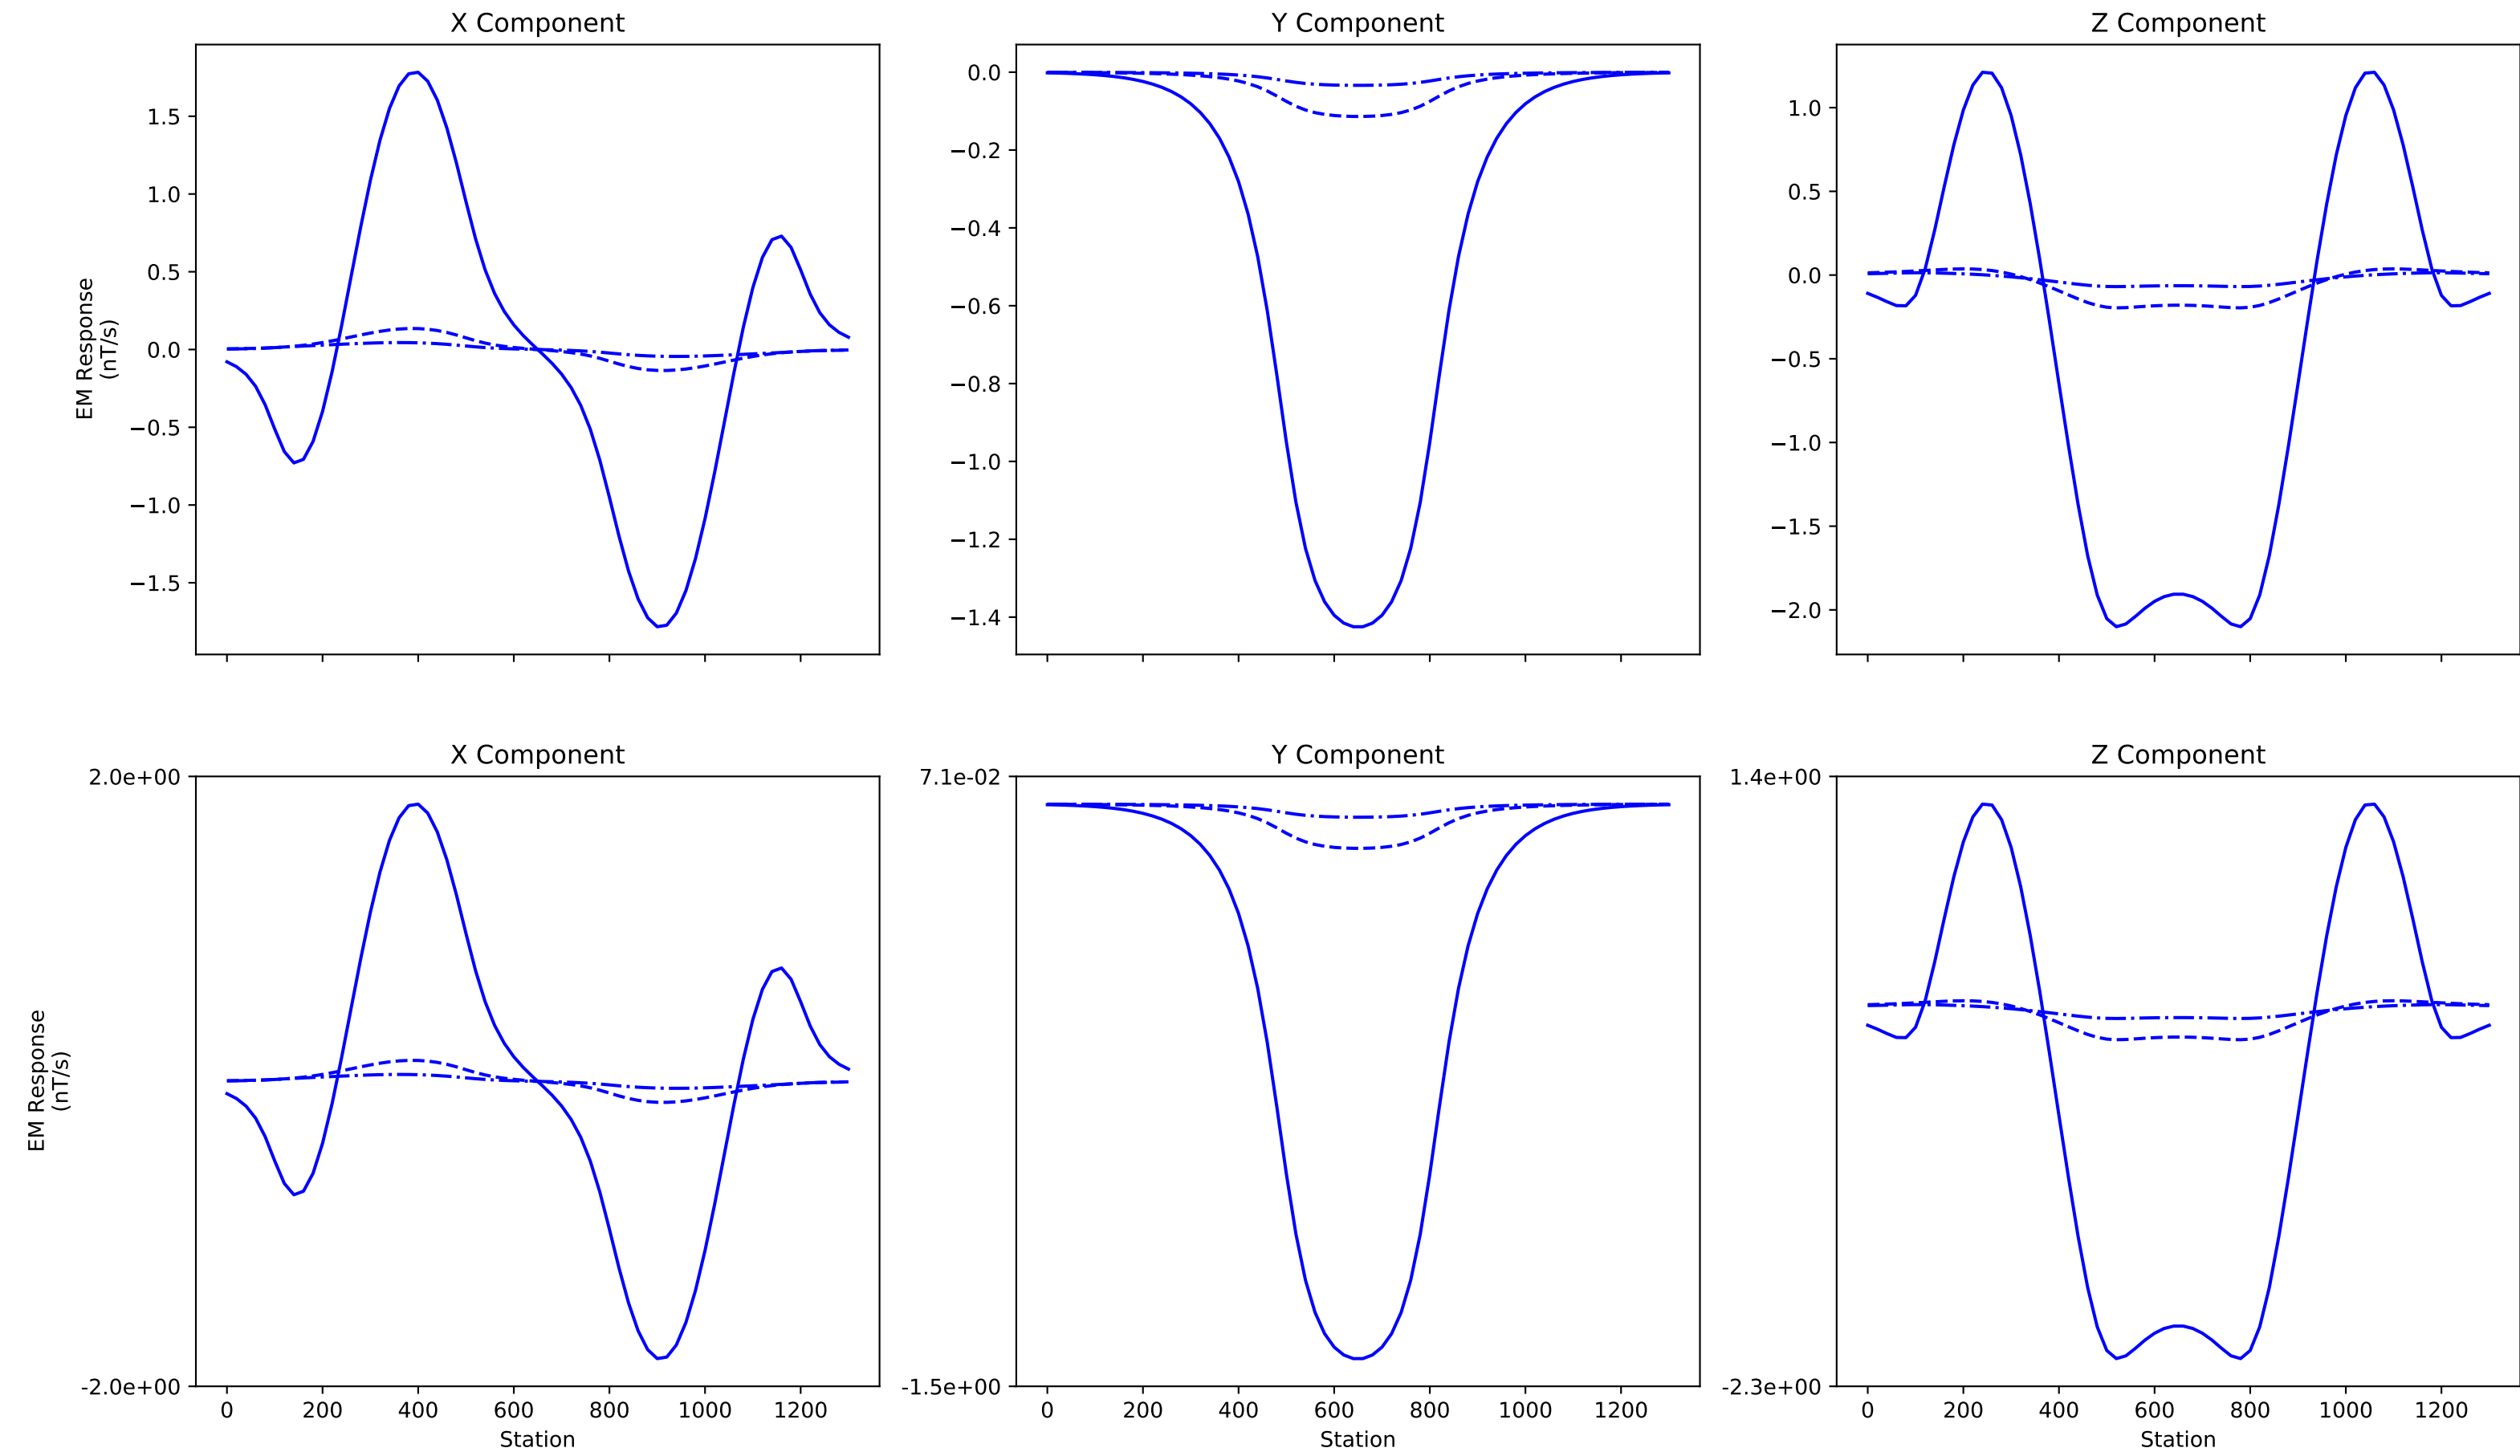 X Component
Y Component
Z Component
EM Response
(nT/s)
1.5
1.0
0.5
0.0
−0.5
−1.0
−1.5
0.0
−0.2
−0.4
−0.6
−0.8
−1.0
−1.2
−1.4
1.0
0.5
0.0
−0.5
−1.0
−1.5
−2.0
X Component
Y Component
Z Component
EM Response
(nT/s)
2.0e+00
-2.0e+00
7.1e-02
-1.5e+00
1.4e+00
-2.3e+00
0 200 400 600 800 1000 1200
0 200 400 600 800 1000 1200
0 200 400 600 800 1000 1200
Station
Station
Station